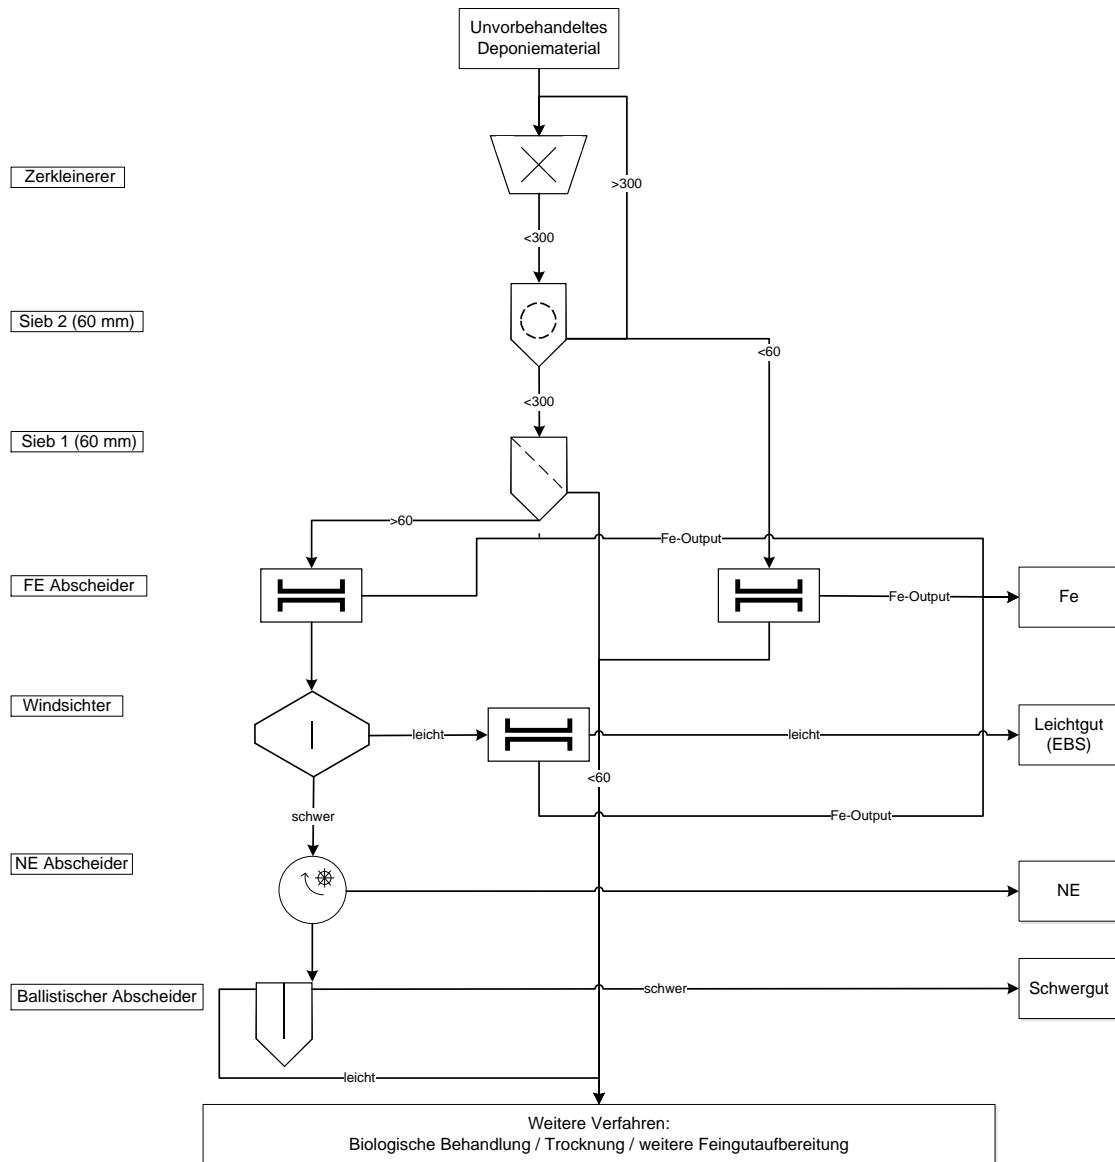 Unvorbehandeltes
Deponiematerial
Zerkleinerer
>300
<300
Sieb 2 (60 mm)
<60
<300
Sieb 1 (60 mm)
>60
Fe-Output
FE Abscheider
Fe-Output
Fe
Windsichter
leicht
leicht
Leichtgut
(EBS)
<60
schwer
Fe-Output
NE Abscheider
NE
Ballistischer Abscheider
schwer
Schwergut
leicht
Weitere Verfahren:
Biologische Behandlung / Trocknung / weitere Feingutaufbereitung